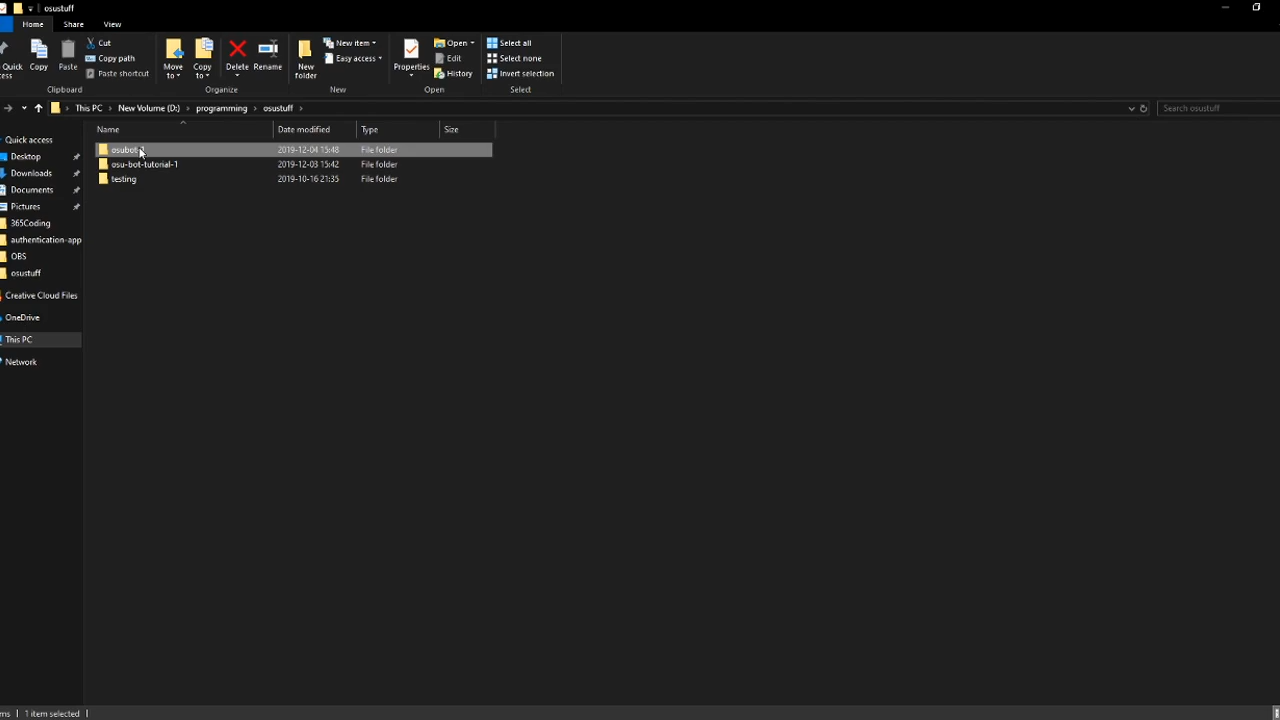 osustuff
Home Share View
Quick
ccess
Copy
Paste
Cut
Copy path
Paste shortcut
Move
to
Copy
to
Delete
Rename
New
folder
New item
Easy access
Properties
Open
Edit
History
Select all
Select none
Invert selection
Clipboard Organize New Open Select
This PC > New Volume (D:) > programming > osustuff >
Search osustuff
Name Date modified Type Size
osubot-1 2019-12-04 15:48 File folder
osu-bot-tutorial-1 2019-12-03 15:42 File folder
testing 2019-10-16 21:35 File folder
Quick access
Desktop
Downloads
Documents
Pictures
365Coding
authentication-app
OBS
osustuff
Creative Cloud Files
OneDrive
This PC
Network
ms 1 item selected